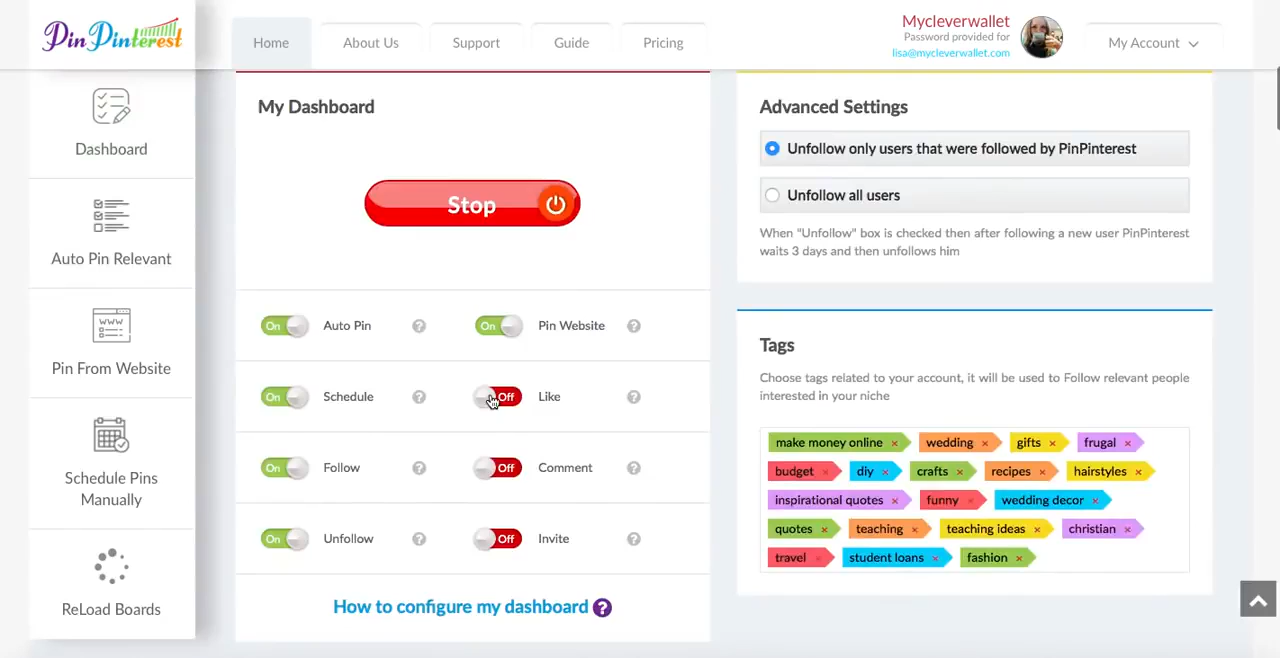 PinPinterest
Home
About Us
Support
Guide
Pricing
Mycleverwallet
Password provided for
lisa@mycleverwallet.com
My Account
Dashboard
Auto Pin Relevant
www
Pin From Website
Schedule Pins
Manually
ReLoad Boards
My Dashboard
Stop
On Auto Pin ? On Pin Website ?
On Schedule ? Off Like ?
On Follow ? Off Comment ?
On Unfollow ? Off Invite ?
How to configure my dashboard ?
Advanced Settings
Unfollow only users that were followed by PinPinterest
Unfollow all users
When "Unfollow" box is checked then after following a new user PinPinterest
waits 3 days and then unfollows him
Tags
Choose tags related to your account, it will be used to Follow relevant people
interested in your niche
make money online × wedding × gifts × frugal ×
budget × diy × crafts × recipes × hairstyles ×
inspirational quotes × funny × wedding decor ×
quotes × teaching × teaching ideas × christian ×
travel × student loans × fashion ×